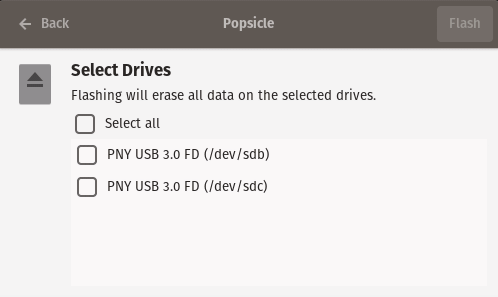 Back
Popsicle
Flash
Select Drives
Flashing will erase all data on the selected drives.
Select all
PNY USB 3.0 FD (/dev/sdb)
PNY USB 3.0 FD (/dev/sdc)